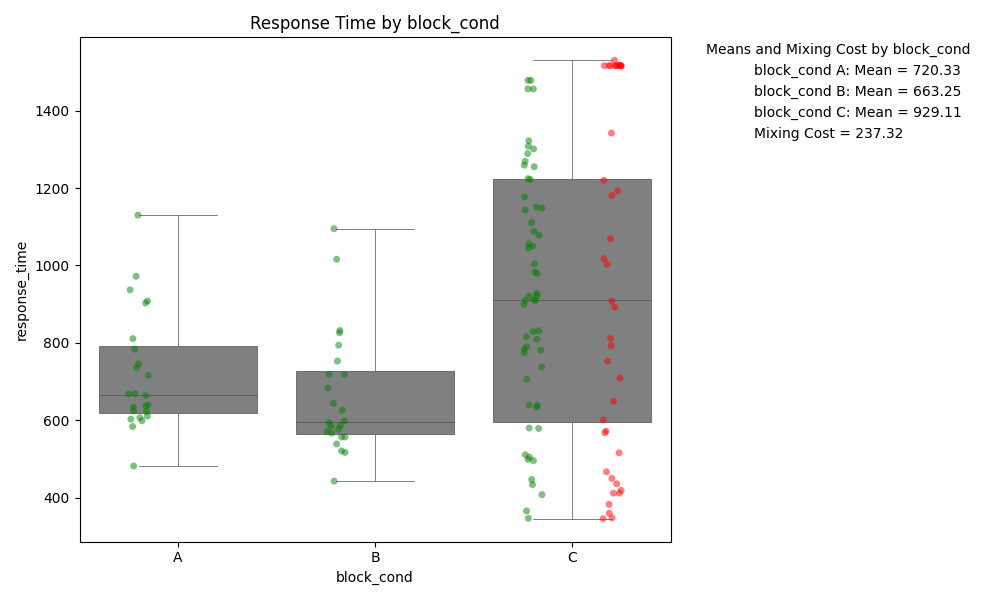 Response Time by block_cond
Means and Mixing Cost by block_cond
block_cond A: Mean = 720.33
block_cond B: Mean = 663.25
block_cond C: Mean = 929.11
Mixing Cost = 237.32
response_time
1400
1200
1000
800
600
400
A
B
C
block_cond